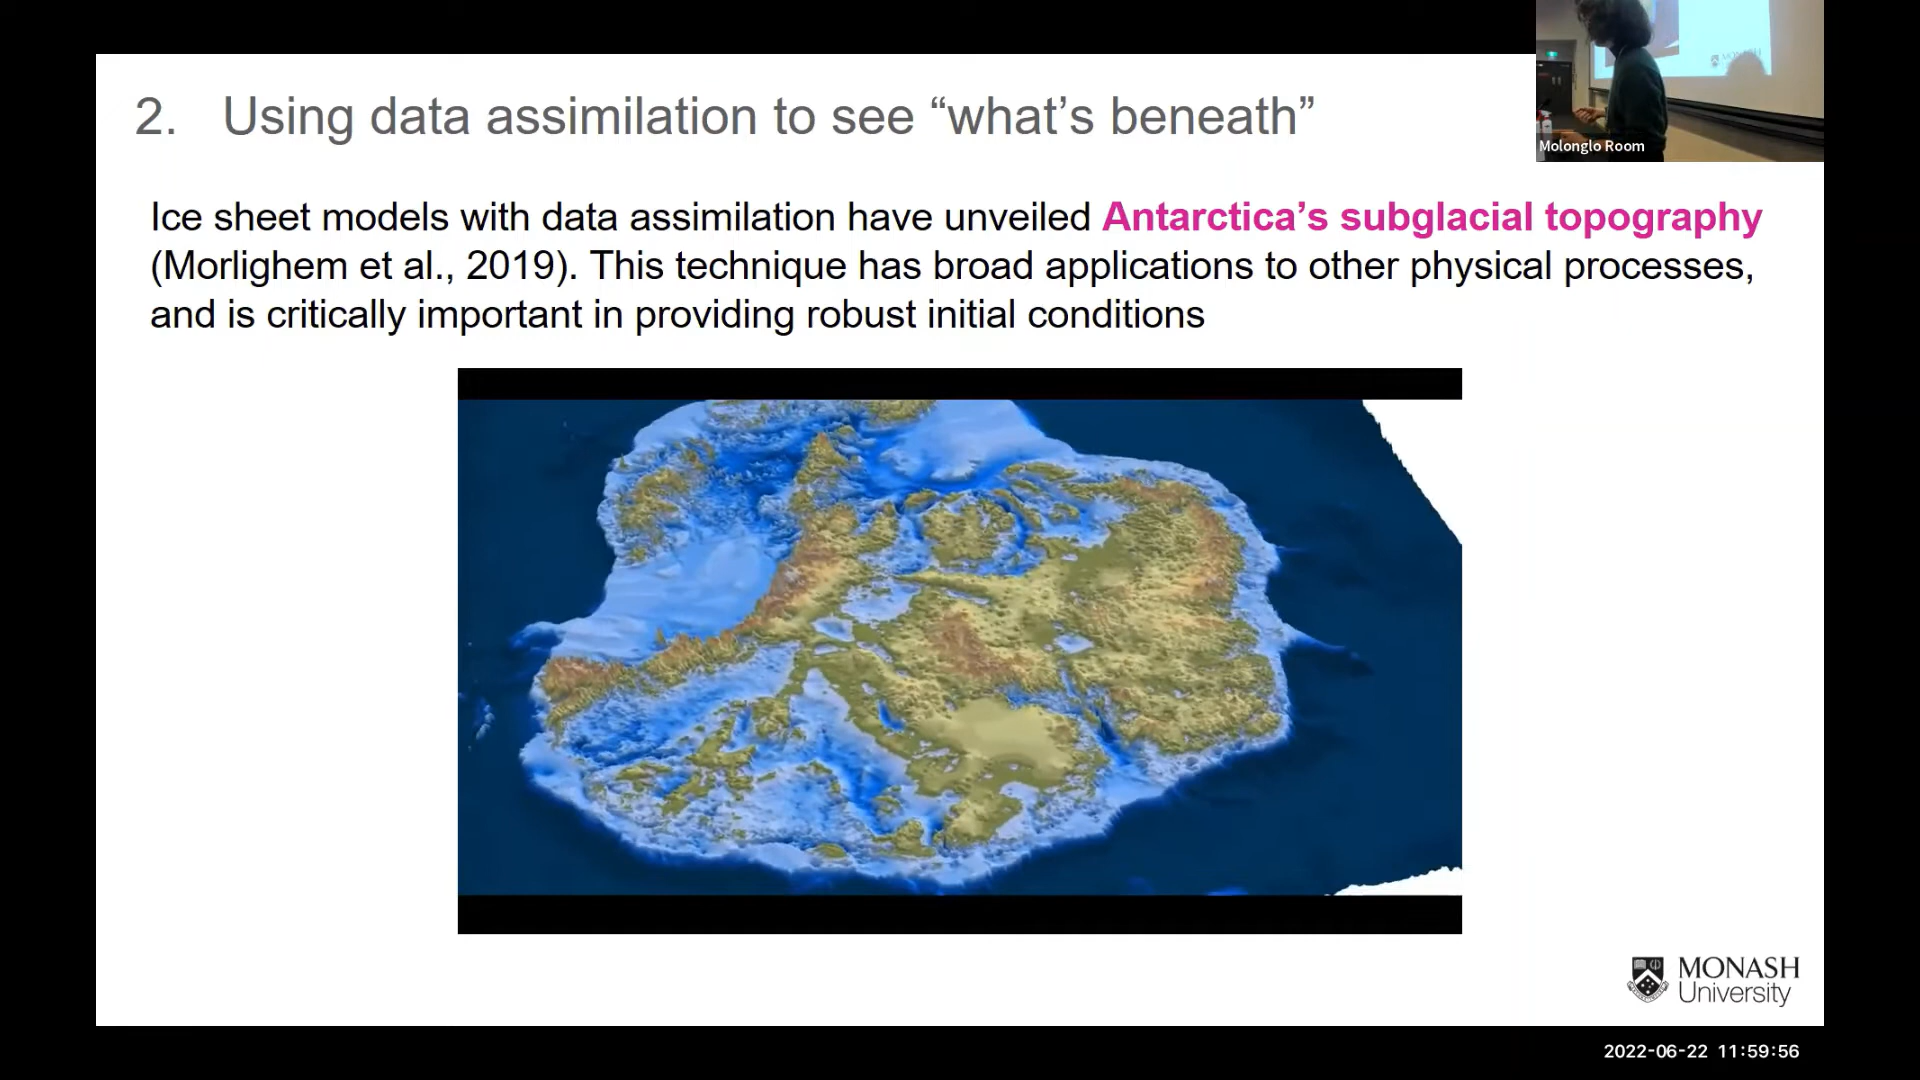 2. Using data assimilation to see “what’s beneath”
Molonglo Room
Ice sheet models with data assimilation have unveiled Antarctica’s subglacial topography
(Morlighem et al., 2019). This technique has broad applications to other physical processes,
and is critically important in providing robust initial conditions
MONASH
University
2022-06-22 11:59:56